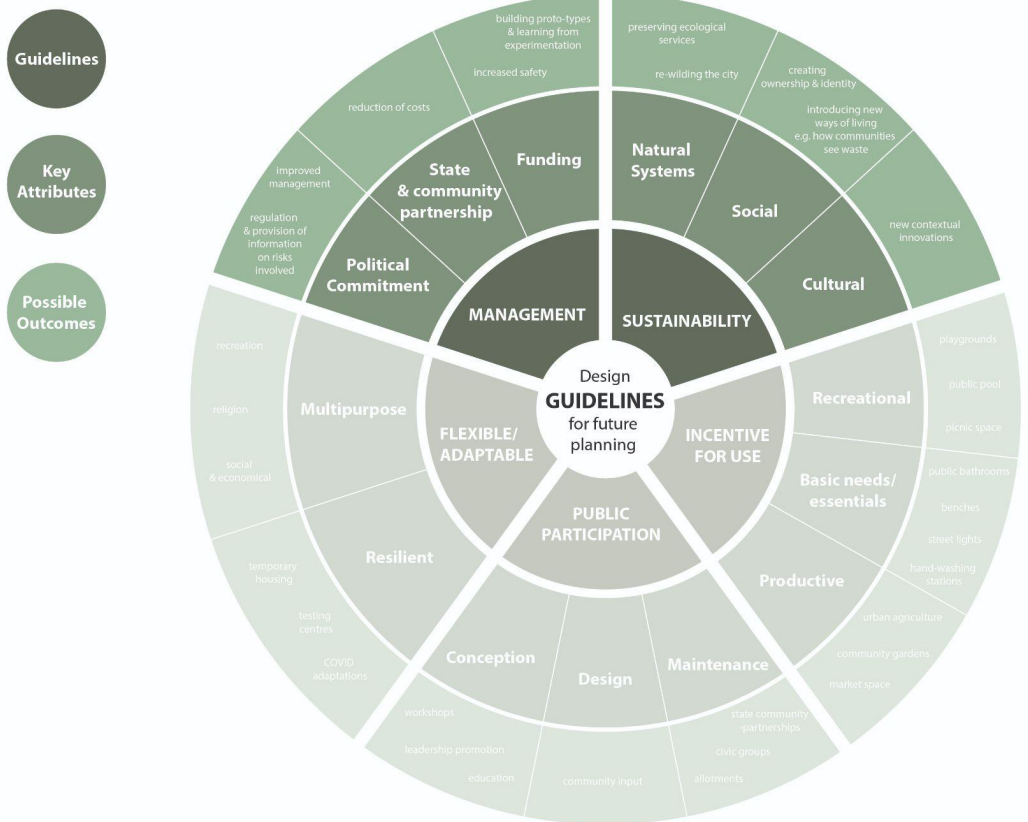 Guidelines
Key
Attributes
Possible
Outcomes
building proto-types
& learning from
experimentation
increased safety
reduction of costs
improved
management
regulation
& provision of
information
on risks
involved
preserving ecological
services
re-wilding the city
creating
ownership & identity
introducing new
ways of living
e.g. how communities
see waste
new contextual
innovations
Funding
State
& community
partnership
Political
Commitment
Natural
Systems
Social
Cultural
MANAGEMENT
SUSTAINABILITY
Design
GUIDELINES
for future
planning
FLEXIBLE/
ADAPTABLE
INCENTIVE
FOR USE
PUBLIC
PARTICIPATION
Multipurpose
Resilient
recreation
religion
social
& economical
temporary
housing
testing
centres
COVID
adaptations
Recreational
Basic needs/
essentials
Productive
playgrounds
public pool
picnic space
public bathrooms
benches
street lights
hand-washing
stations
urban agriculture
community gardens
market space
Conception
Design
Maintenance
workshops
leadership promotion
education
community input
state community
-partnerships
civic groups
allotments